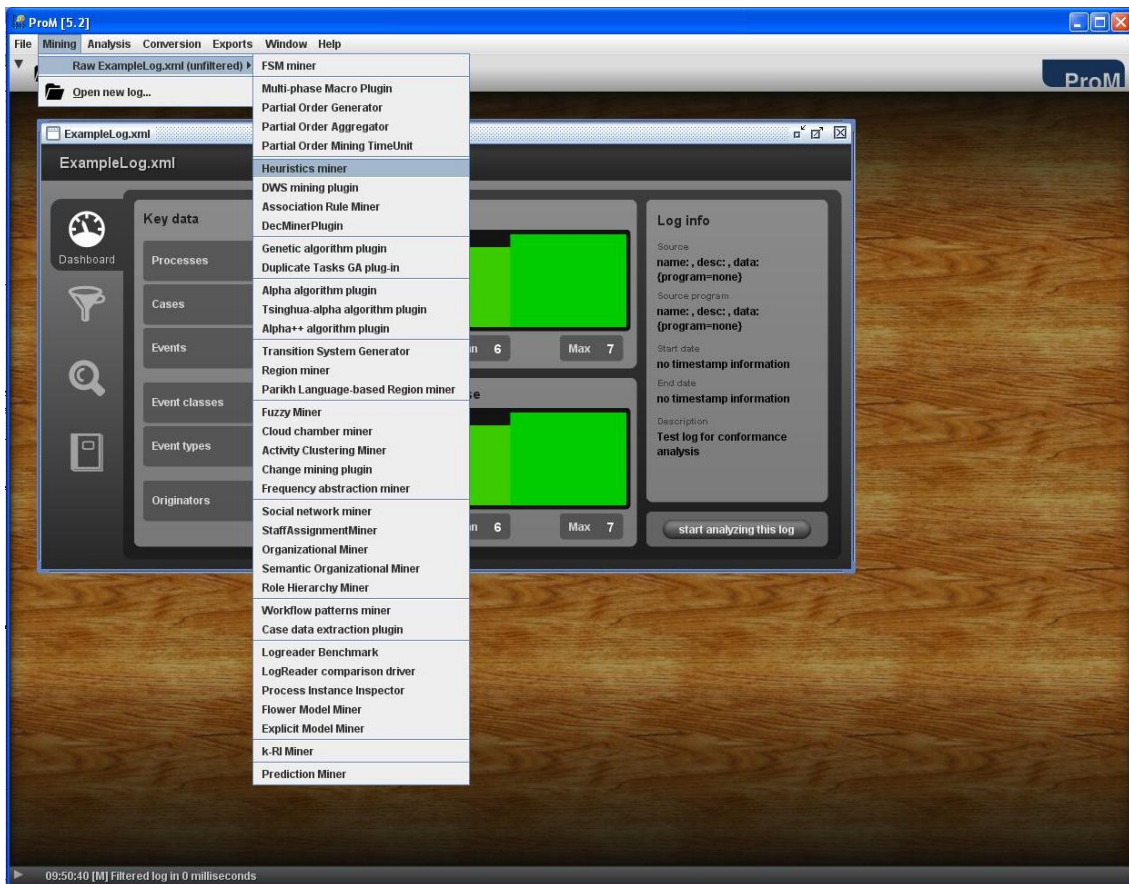 ProM [5.2]
File Mining Analysis Conversion Exports Window Help
Raw ExampleLog.xml (unfiltered)
Open new log...
ProM
FSM miner
Multi-phase Macro Plugin
Partial Order Generator
Partial Order Aggregator
Partial Order Mining TimeUnit
Heuristics miner
DWS mining plugin
Association Rule Miner
DecMinerPlugin
Genetic algorithm plugin
Duplicate Tasks GA plug-in
Alpha algorithm plugin
Tsinghua-alpha algorithm plugin
Alpha++ algorithm plugin
Transition System Generator
Region miner
Parikh Language-based Region miner
Fuzzy Miner
Cloud chamber miner
Activity Clustering Miner
Change mining plugin
Frequency abstraction miner
Social network miner
StaffAssignmentMiner
Organizational Miner
Semantic Organizational Miner
Role Hierarchy Miner
Workflow patterns miner
Case data extraction plugin
Logreader Benchmark
LogReader comparison driver
Process Instance Inspector
Flower Model Miner
Explicit Model Miner
k-RI Miner
Prediction Miner
ExampleLog.xml
ExampleLog.xml
Dashboard
Key data
Processes
Cases
Events
Event classes
Event types
Originators
6
Max 7
6
Max 7
Log info
Source
name: , desc: , data:
{program=none}
Source program
name: , desc: , data:
{program=none}
Start date
no timestamp information
End date
no timestamp information
Description
Test log for conformance
analysis
start analyzing this log
09:50:40 [M] Filtered log in 0 milliseconds